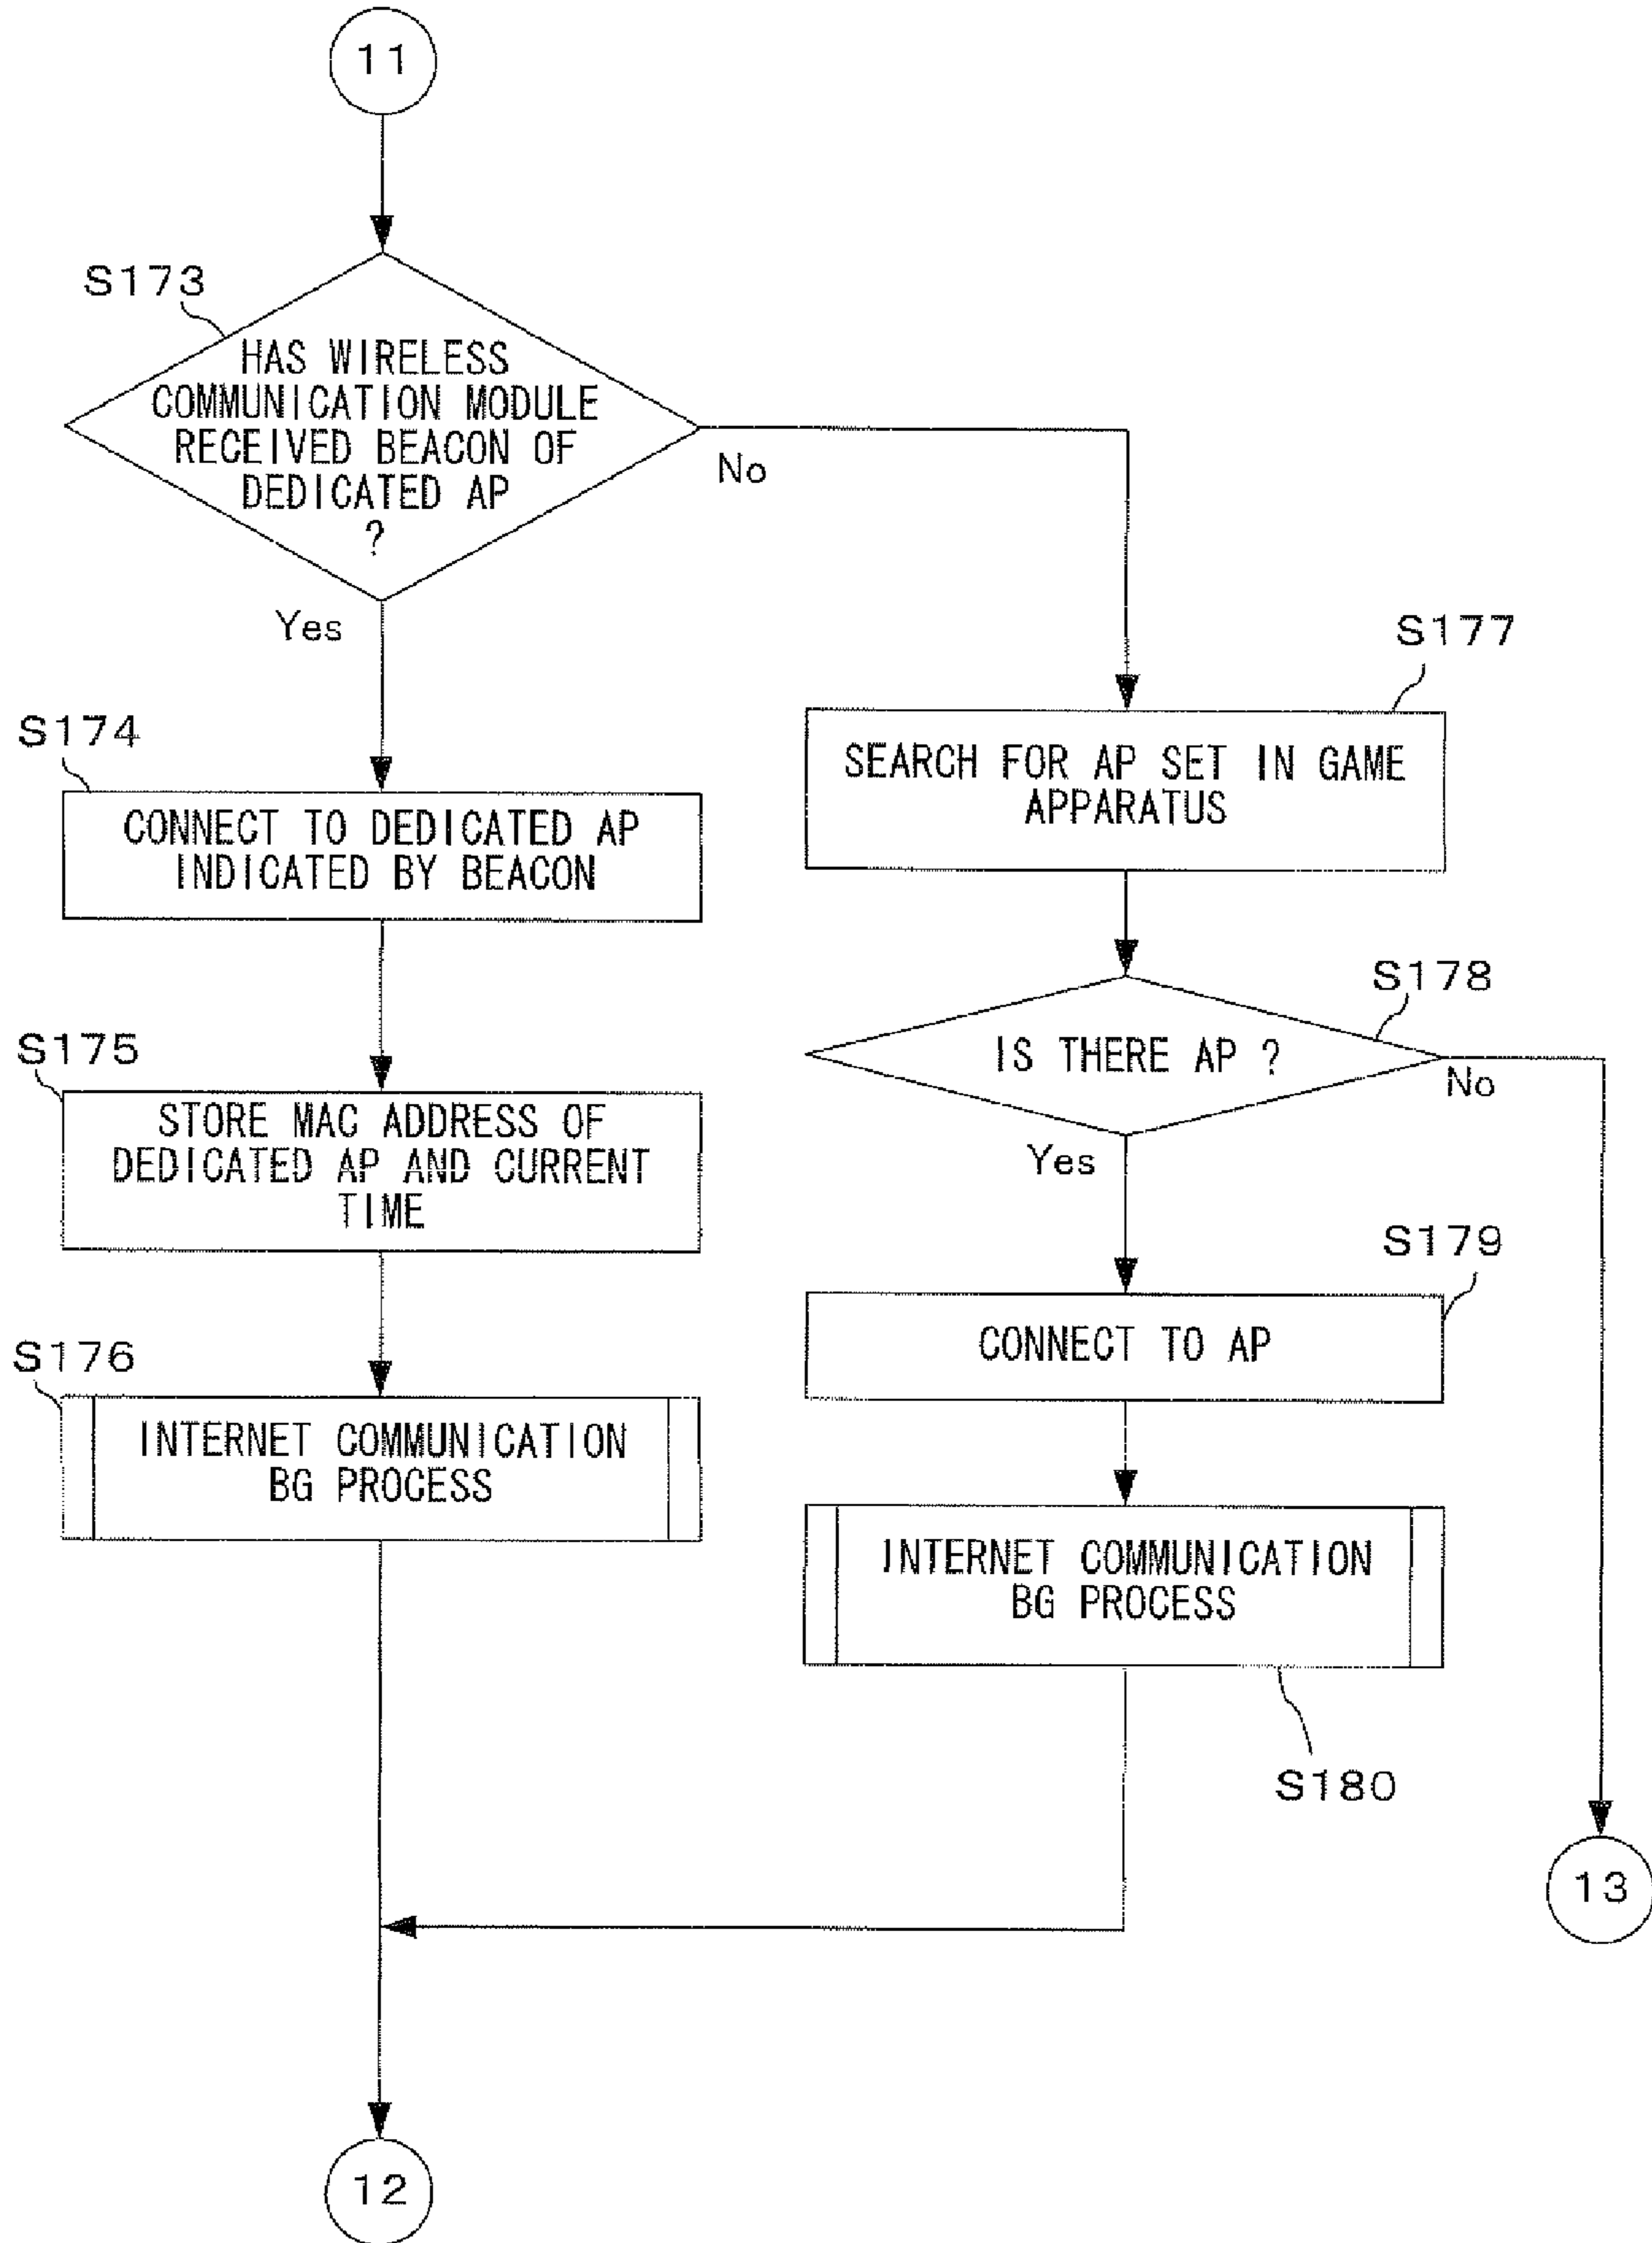 11
S173
HAS WIRELESS
COMMUNICATION MODULE
RECEIVED BEACON OF
DEDICATED AP
?
No
Yes
S177
SEARCH FOR AP SET IN GAME
APPARATUS
S174
CONNECT TO DEDICATED AP
INDICATED BY BEACON
S178
IS THERE AP ?
No
Yes
S175
STORE MAC ADDRESS OF
DEDICATED AP AND CURRENT
TIME
S179
CONNECT TO AP
S176
INTERNET COMMUNICATION
BG PROCESS
INTERNET COMMUNICATION
BG PROCESS
S180
13
12